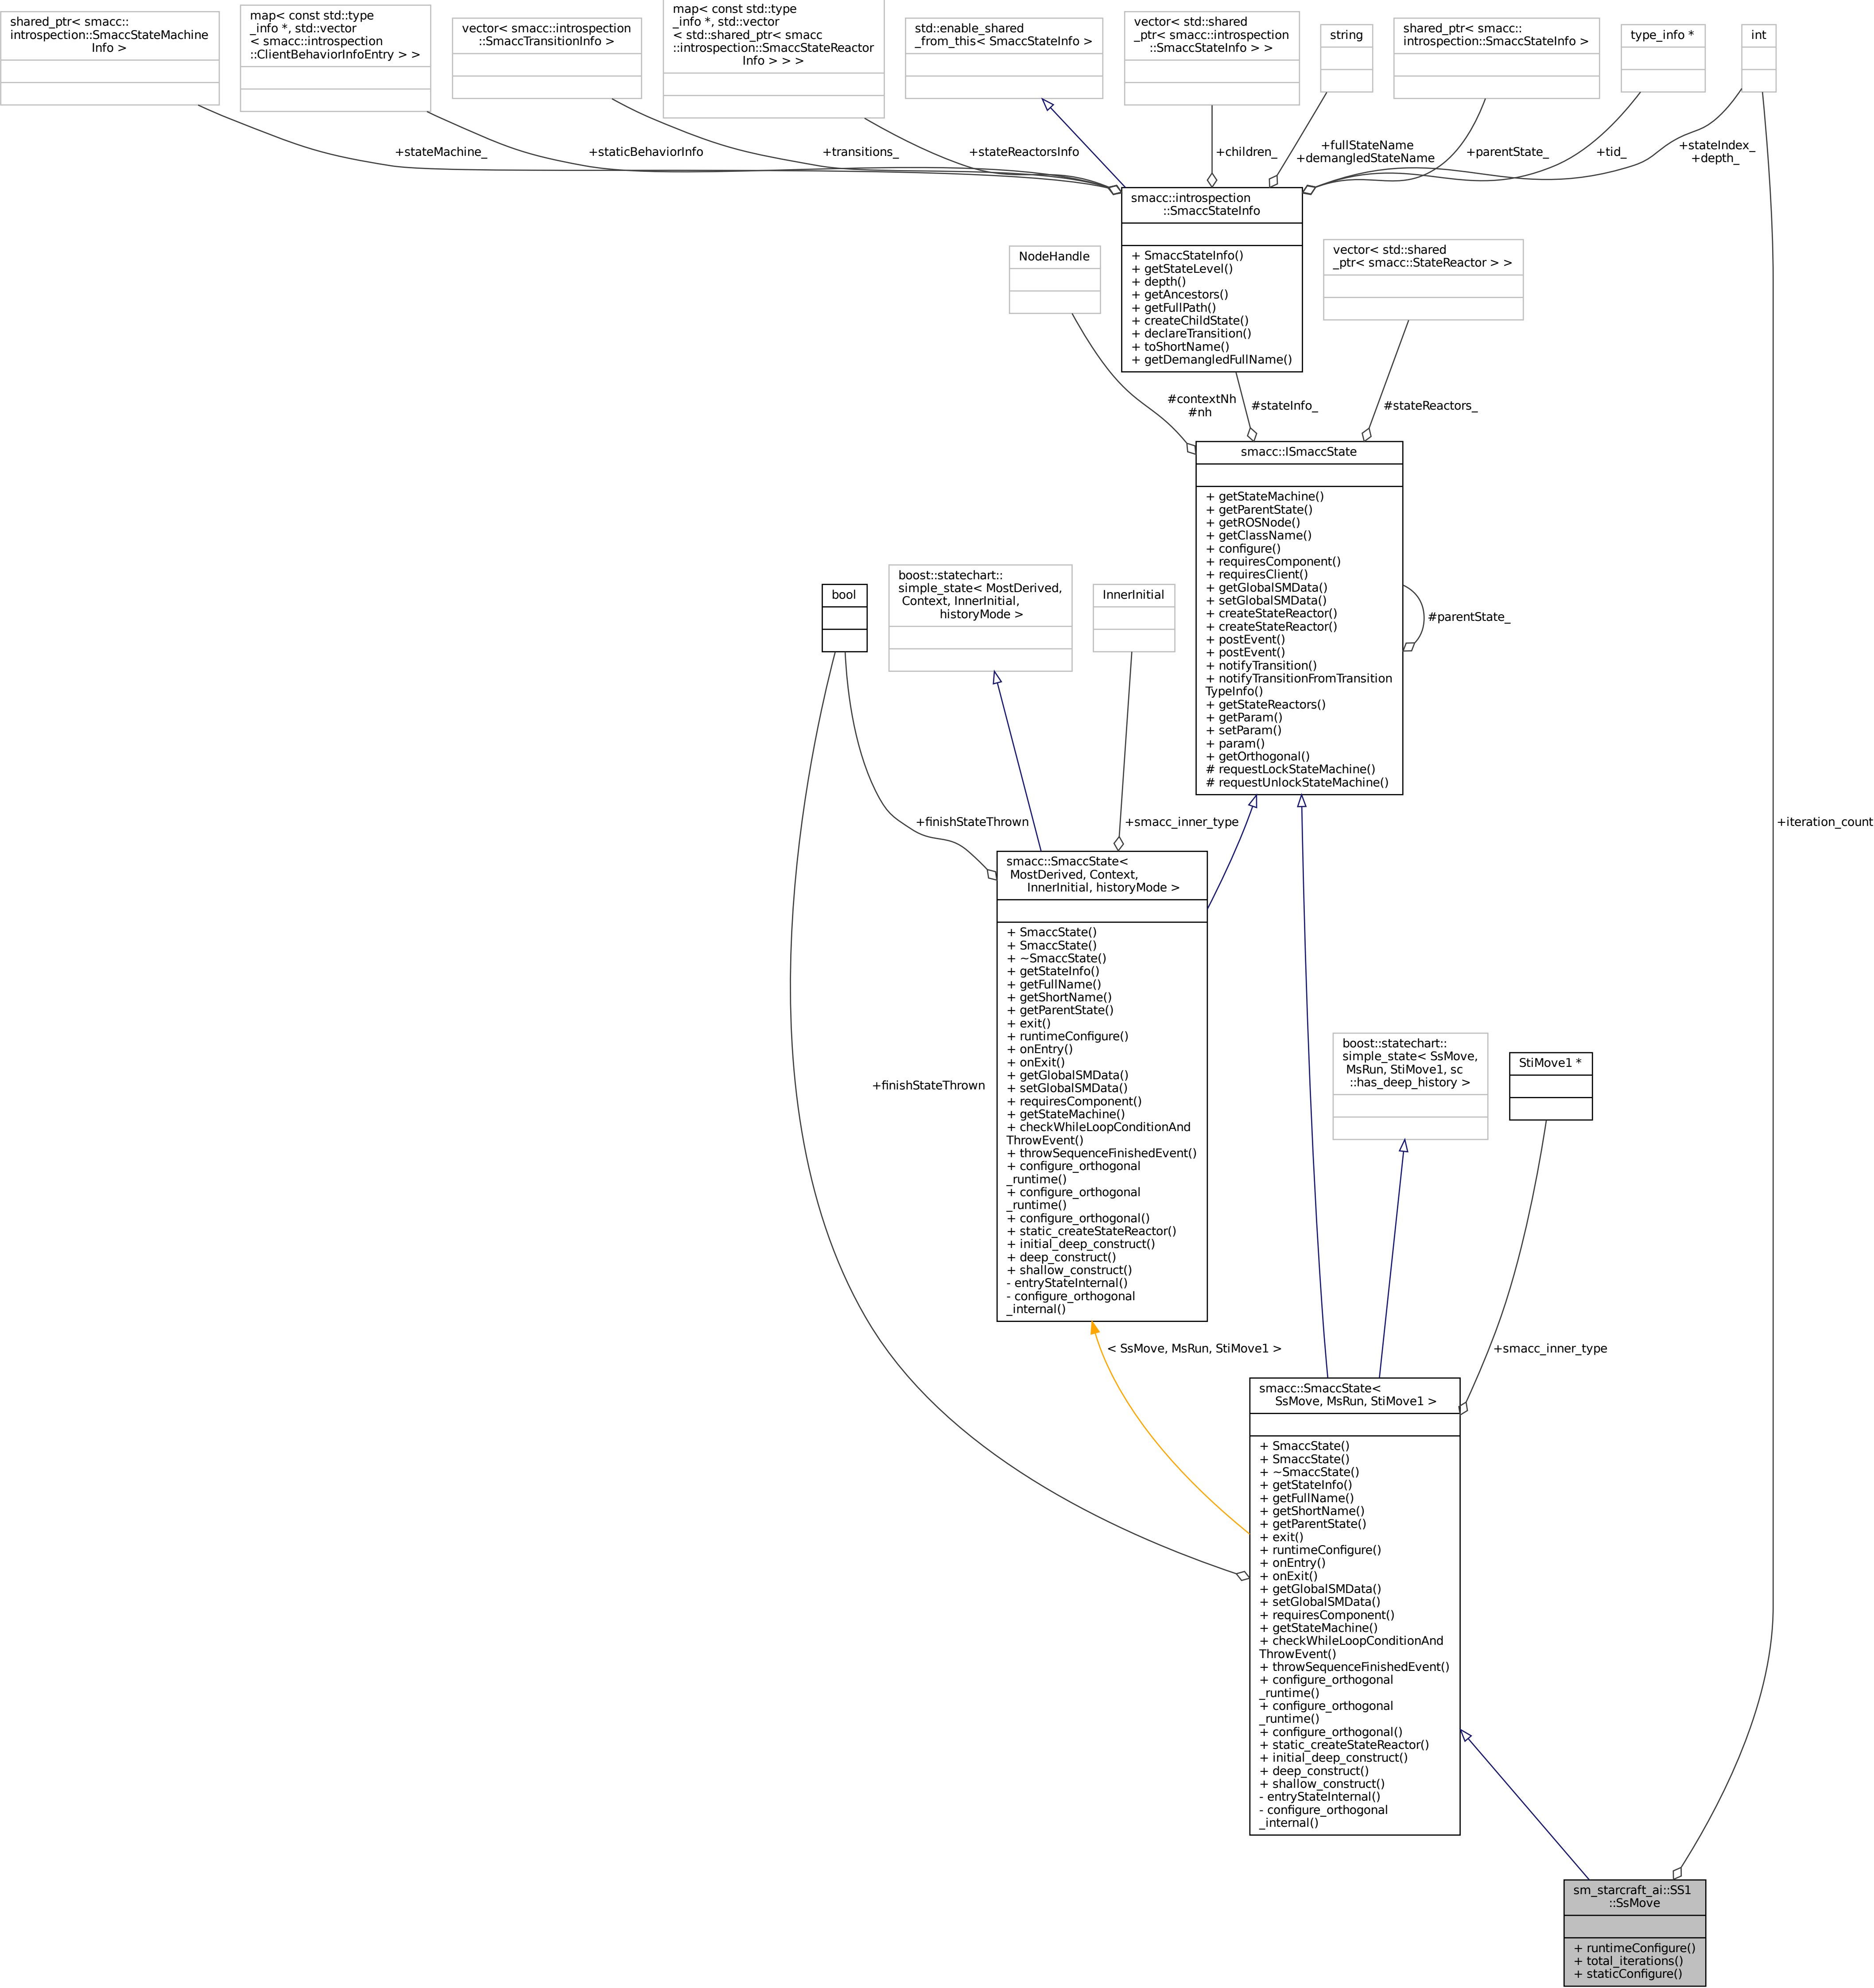 shared_ptr< smacc::
introspection::SmaccStateMachine
Info >
map< const std::type
_info *, std::vector
< smacc::introspection
::ClientBehaviorInfoEntry > >
vector< smacc::introspection
::SmaccTransitionInfo >
map< const std::type
_info *, std::vector
< std::shared_ptr< smacc
::introspection::SmaccStateReactor
Info > > >
std::enable_shared
_from_this< SmaccStateInfo >
vector< std::shared
_ptr< smacc::introspection
::SmaccStateInfo > >
string
shared_ptr< smacc::
introspection::SmaccStateInfo >
type_info *
int
+stateMachine_
+staticBehaviorInfo
+transitions_
+stateReactorsInfo
+children_
+fullStateName
+demangledStateName
+parentState_
+tid_
+stateIndex_
+depth_
smacc::introspection
::SmaccStateInfo
+ SmaccStateInfo()
+ getStateLevel()
+ depth()
+ getAncestors()
+ getFullPath()
+ createChildState()
+ declareTransition()
+ toShortName()
+ getDemangledFullName()
NodeHandle
vector< std::shared
_ptr< smacc::StateReactor > >
#contextNh
#nh
#stateInfo_
#stateReactors_
smacc::ISmaccState
+ getStateMachine()
+ getParentState()
+ getROSNode()
+ getClassName()
+ configure()
+ requiresComponent()
+ requiresClient()
+ getGlobalSMData()
+ setGlobalSMData()
+ createStateReactor()
+ createStateReactor()
+ postEvent()
+ postEvent()
+ notifyTransition()
+ notifyTransitionFromTransition
TypeInfo()
+ getStateReactors()
+ getParam()
+ setParam()
+ param()
+ getOrthogonal()
# requestLockStateMachine()
# requestUnlockStateMachine()
#parentState_
bool
boost::statechart::
simple_state< MostDerived,
Context, InnerInitial,
historyMode >
InnerInitial
+finishStateThrown
+smacc_inner_type
+iteration_count
smacc::SmaccState<
MostDerived, Context,
InnerInitial, historyMode >
+ SmaccState()
+ SmaccState()
+ ~SmaccState()
+ getStateInfo()
+ getFullName()
+ getShortName()
+ getParentState()
+ exit()
+ runtimeConfigure()
+ onEntry()
+ onExit()
+ getGlobalSMData()
+ setGlobalSMData()
+ requiresComponent()
+ getStateMachine()
+ checkWhileLoopConditionAnd
ThrowEvent()
+ throwSequenceFinishedEvent()
+ configure_orthogonal
_runtime()
+ configure_orthogonal
_runtime()
+ configure_orthogonal()
+ static_createStateReactor()
+ initial_deep_construct()
+ deep_construct()
+ shallow_construct()
- entryStateInternal()
- configure_orthogonal
_internal()
+finishStateThrown
boost::statechart::
simple_state< SsMove,
MsRun, StiMove1, sc
::has_deep_history >
StiMove1 *
< SsMove, MsRun, StiMove1 >
+smacc_inner_type
smacc::SmaccState<
SsMove, MsRun, StiMove1 >
+ SmaccState()
+ SmaccState()
+ ~SmaccState()
+ getStateInfo()
+ getFullName()
+ getShortName()
+ getParentState()
+ exit()
+ runtimeConfigure()
+ onEntry()
+ onExit()
+ getGlobalSMData()
+ setGlobalSMData()
+ requiresComponent()
+ getStateMachine()
+ checkWhileLoopConditionAnd
ThrowEvent()
+ throwSequenceFinishedEvent()
+ configure_orthogonal
_runtime()
+ configure_orthogonal
_runtime()
+ configure_orthogonal()
+ static_createStateReactor()
+ initial_deep_construct()
+ deep_construct()
+ shallow_construct()
- entryStateInternal()
- configure_orthogonal
_internal()
sm_starcraft_ai::SS1
::SsMove
+ runtimeConfigure()
+ total_iterations()
+ staticConfigure()